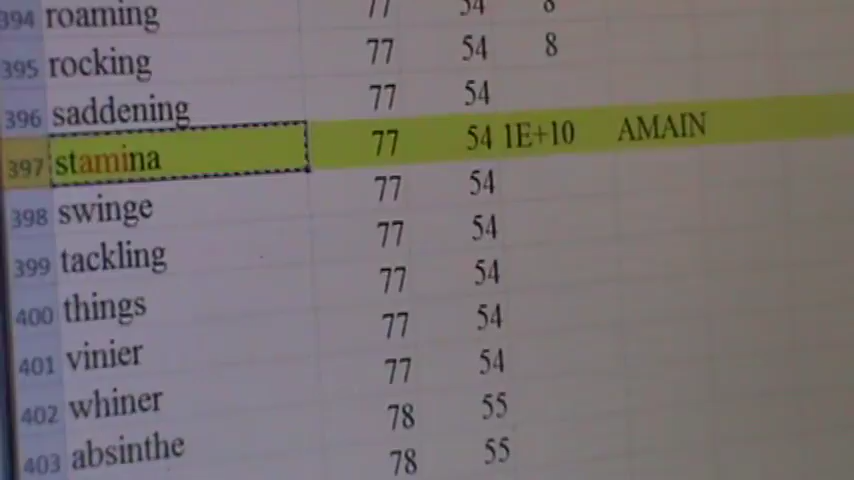 394 roaming 77 54 8
395 rocking 77 54 8
396 saddening 77 54
397 stamina 77 54 1E+10 AMAIN
398 swinge 77 54
399 tackling 77 54
400 things 77 54
401 vinier 77 54
402 whiner 77 54
403 absinthe 78 55
78 55